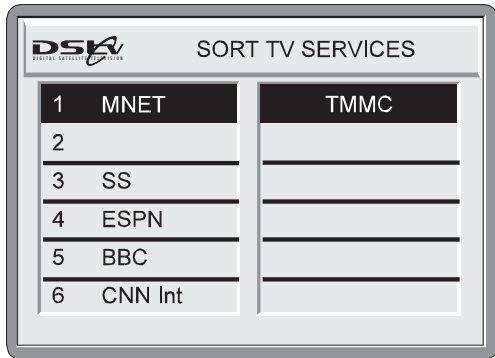 DStv SORT TV SERVICES
DIGITAL SATELLITE TELEVISION
1 MNET TMMC
2
3 SS
4 ESPN
5 BBC
6 CNN Int